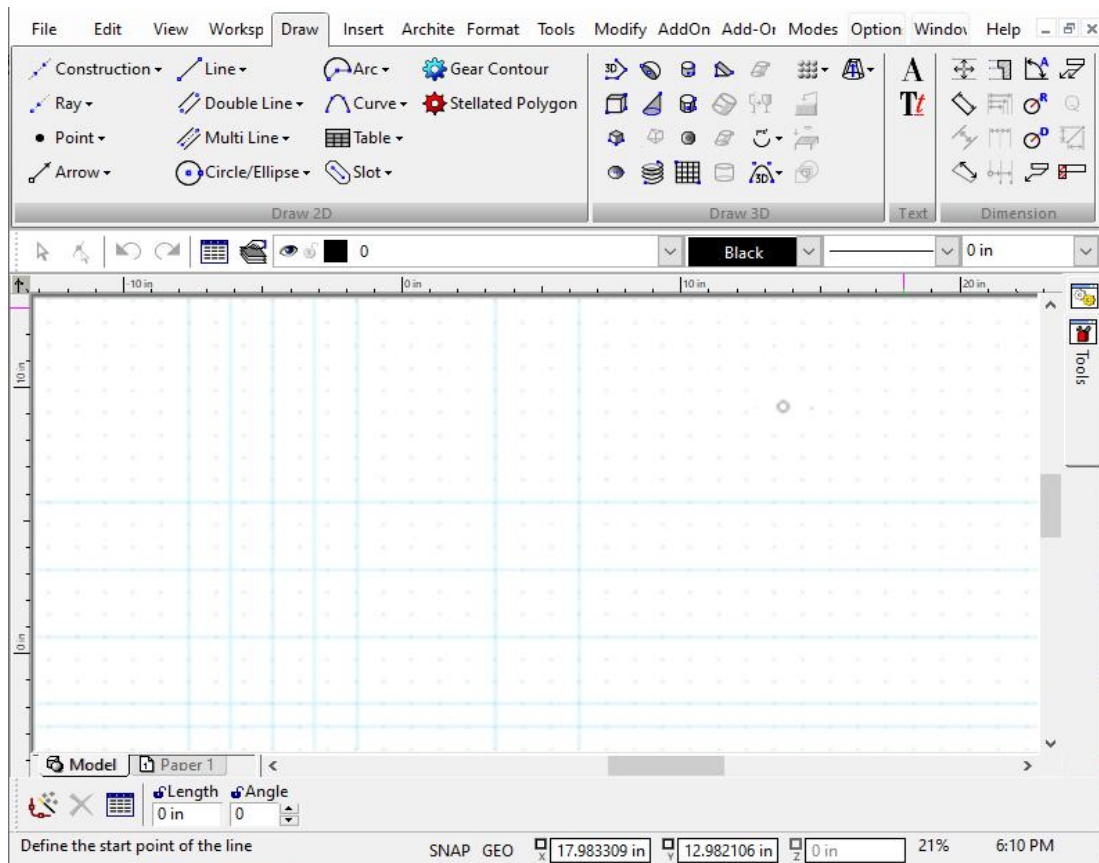 File Edit View Worksp Draw Insert Archite Format Tools Modify AddOn Add-Or Modes Option Windov Help
Construction Line Arc Gear Contour
Ray Double Line Curve Stellated Polygon
Point Multi Line Table
Arrow Circle/Ellipse Slot
3D
3D
A
Tt
A
R
D
Draw 2D Draw 3D Text Dimension
0 Black 0 in
-10 in 0 in 10 in 20 in
10 in
0 in
Tools
Model Paper 1
Length Angle
0 in 0
Define the start point of the line SNAP GEO X 17.983309 in Y 12.982106 in Z 0 in 21% 6:10 PM